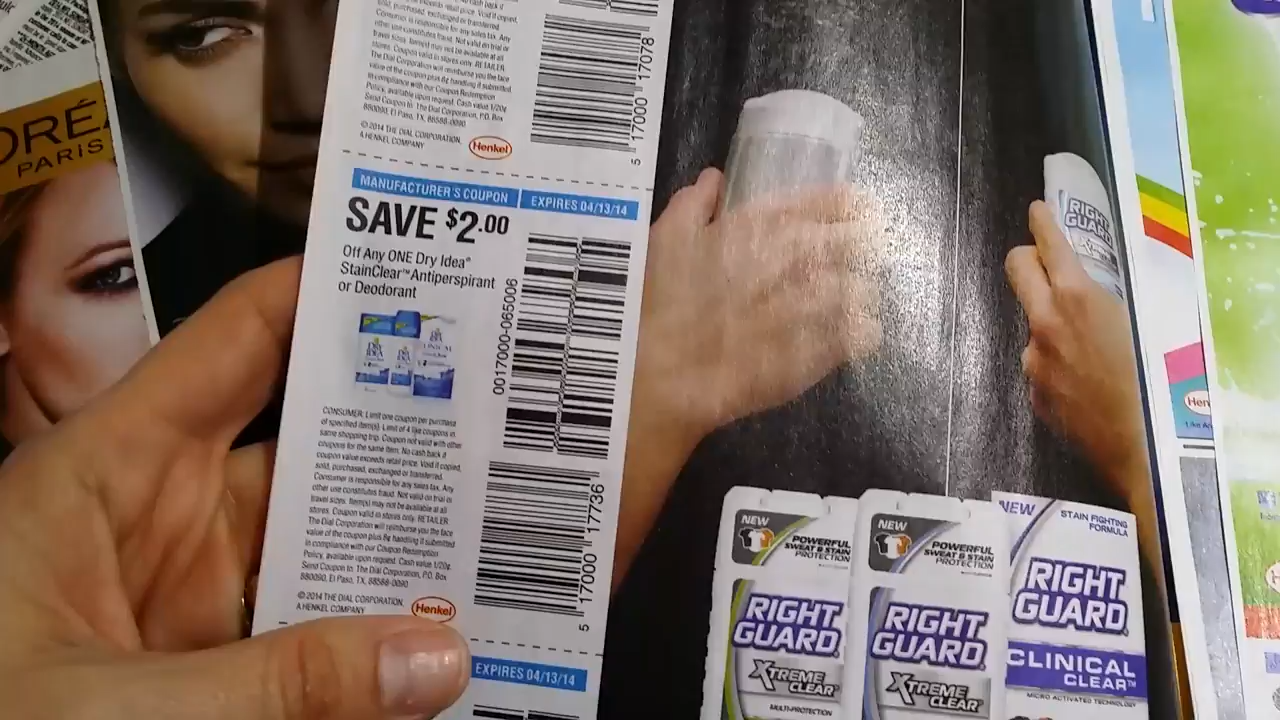 ORÉ
PARIS
sold, purchased, exchanged or transferred.
Consumer is responsible for any sales tax. Any
other use constitutes fraud. Not valid on trial or
travel sizes. Item(s) may not be available at all
stores. Coupon valid in stores only. RETAILER:
The Dial Corporation will reimburse you the face
value of the coupon plus 8¢ handling if submitted
in compliance with our Coupon Redemption
Policy, available upon request. Cash value 1/20¢.
Send Coupon to: The Dial Corporation, P.O. Box
880090, El Paso, TX, 88588-0090
© 2014 THE DIAL CORPORATION,
A HENKEL COMPANY
Henkel
5 17000 17078
MANUFACTURER'S COUPON
EXPIRES 04/13/14
SAVE $2.00
Off Any ONE Dry Idea®
StainClear™ Antiperspirant
or Deodorant
0017000-065006
CONSUMER: Limit one coupon per purchase
of specified item(s). Limit of 4 like coupons in
same shopping trip. Coupon not valid with other
coupons for the same item. No cash back if
coupon value exceeds retail price. Void if copied,
sold, purchased, exchanged or transferred.
Consumer is responsible for any sales tax. Any
other use constitutes fraud. Not valid on trial or
travel sizes. Item(s) may not be available at all
stores. Coupon valid in stores only. RETAILER:
The Dial Corporation will reimburse you the face
value of the coupon plus 8¢ handling if submitted
in compliance with our Coupon Redemption
Policy, available upon request. Cash value 1/20¢.
Send Coupon to: The Dial Corporation, P.O. Box
880090, El Paso, TX, 88588-0090
© 2014 THE DIAL CORPORATION,
A HENKEL COMPANY
Henkel
5 17000 17736
EXPIRES 04/13/14
RIGHT
GUARD
NEW
POWERFUL
SWEAT & STAIN
PROTECTION
RIGHT
GUARD
XTREME
CLEAR
MULTI-PROTECTION
NEW
POWERFUL
SWEAT & STAIN
PROTECTION
RIGHT
GUARD
XTREME
CLEAR
NEW
STAIN FIGHTING
FORMULA
RIGHT
GUARD
CLINICAL
CLEAR™
MICRO ACTIVATED TECHNOLOGY
Hen